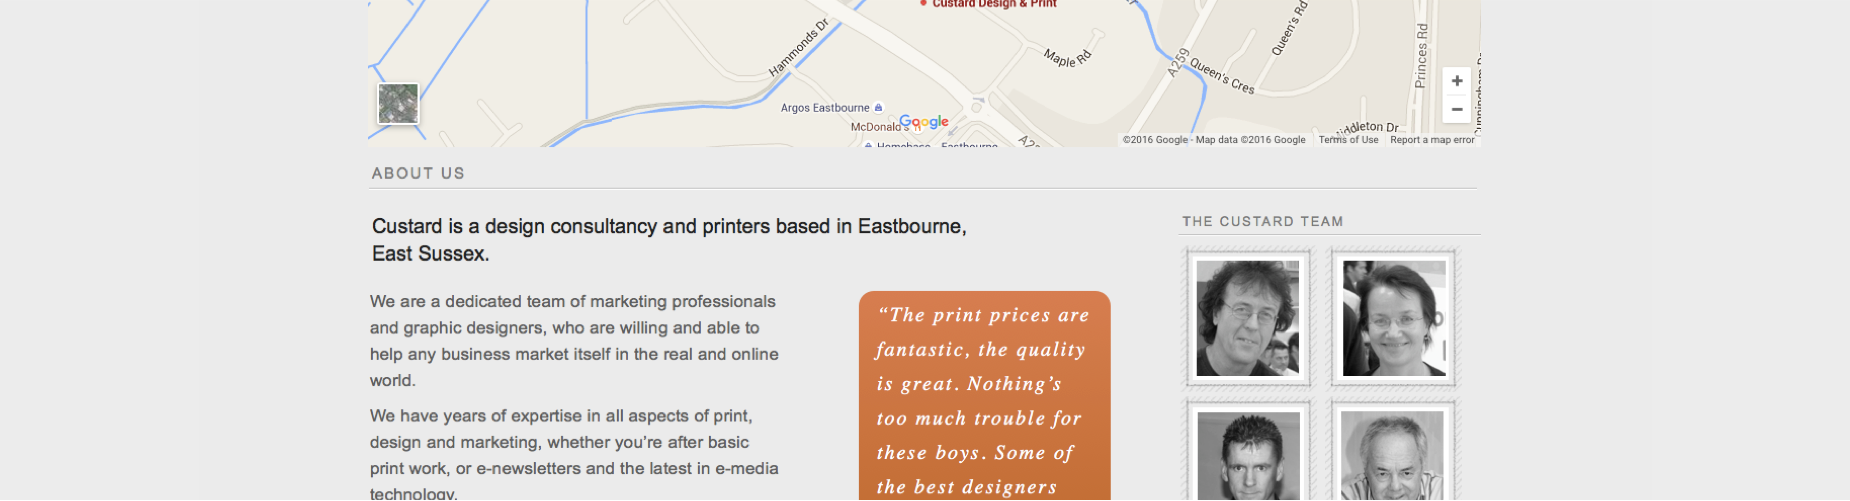 Custard Design & Print
Hammonds Dr
Maple Rd
A259
Queen's Rd
Queen's Cres
Princes Rd
Argos Eastbourne
McDonald's
Google
Homebase - Eastbourne
Middleton Dr
Cunningham Dr
+
−
©2016 Google - Map data ©2016 Google Terms of Use Report a map error
ABOUT US
Custard is a design consultancy and printers based in Eastbourne,
East Sussex.
We are a dedicated team of marketing professionals
and graphic designers, who are willing and able to
help any business market itself in the real and online
world.
We have years of expertise in all aspects of print,
design and marketing, whether you're after basic
print work, or e-newsletters and the latest in e-media
technology.
“The print prices are
fantastic, the quality
is great. Nothing's
too much trouble for
these boys. Some of
the best designers
THE CUSTARD TEAM